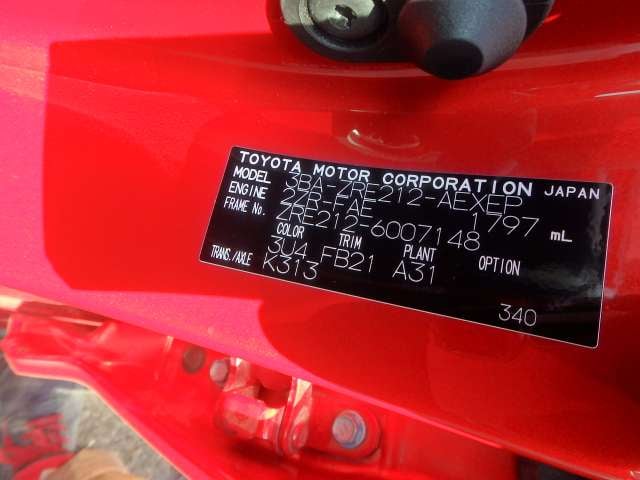 TOYOTA MOTOR CORPORATION JAPAN
MODEL 3BA-ZRE212-AEXEP
ENGINE 2ZR-FAE 1797 mL
FRAME No. ZRE212-6007148
COLOR TRIM PLANT OPTION
3U4 FB21 A31
TRANS./AXLE K313
340